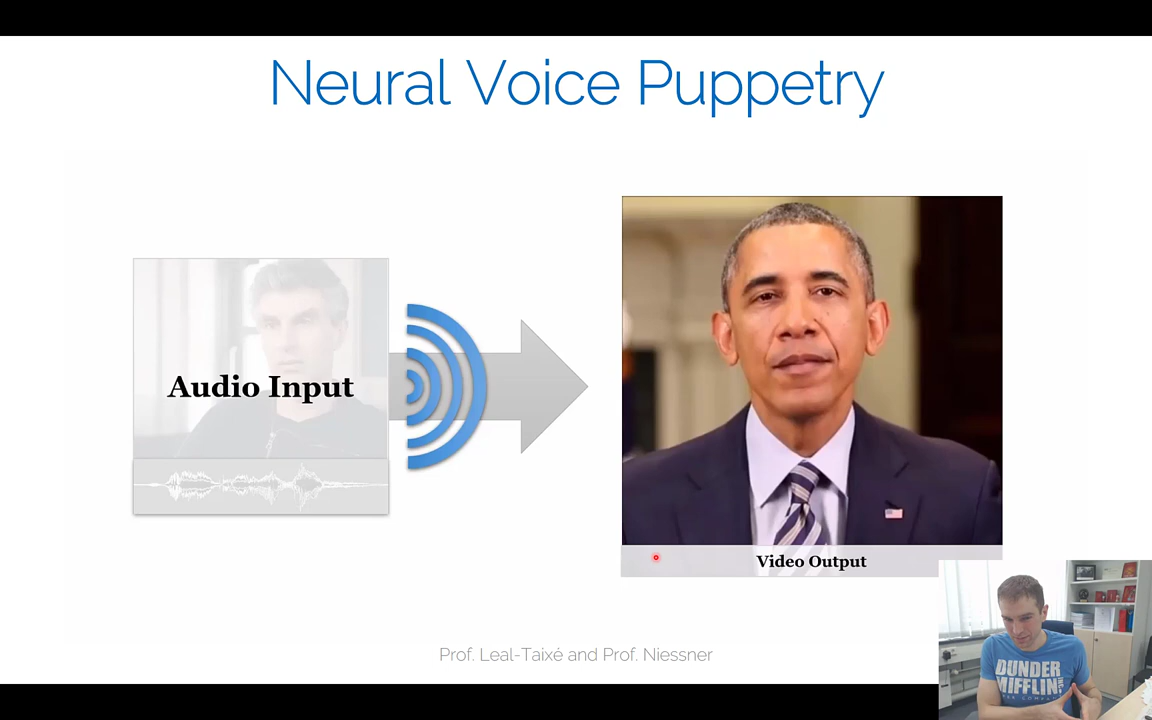 Neural Voice Puppetry
Audio Input
Video Output
Prof. Leal-Taixé and Prof. Niessner
DUNDER
MIFFLIN